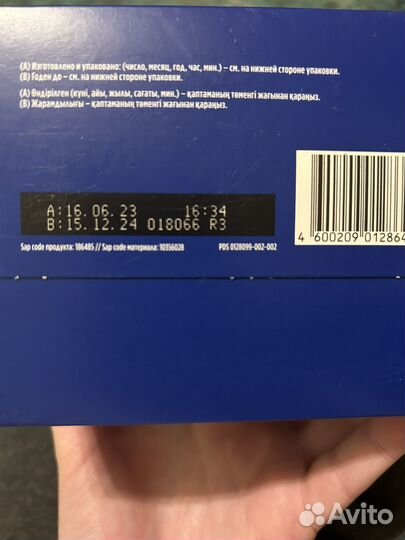 (А) Изготовлено и упаковано: (число, месяц, год, час, мин.) – см. на нижней стороне упаковки.
(В) Годен до – см. на нижней стороне упаковки.
(А) Өндірілген (күні, айы, жылы, сағаты, мин.) – қаптаманың төменгі жағынан қараңыз.
(В) Жарамдылығы – қаптаманың төменгі жағынан қараңыз.
A:16.06.23 16:34
B:15.12.24 018066 R3
Sap code продукта: 186485 // Sap code материала: 10356028
PDS 0128099-002-002
4 600209 012864
Avito